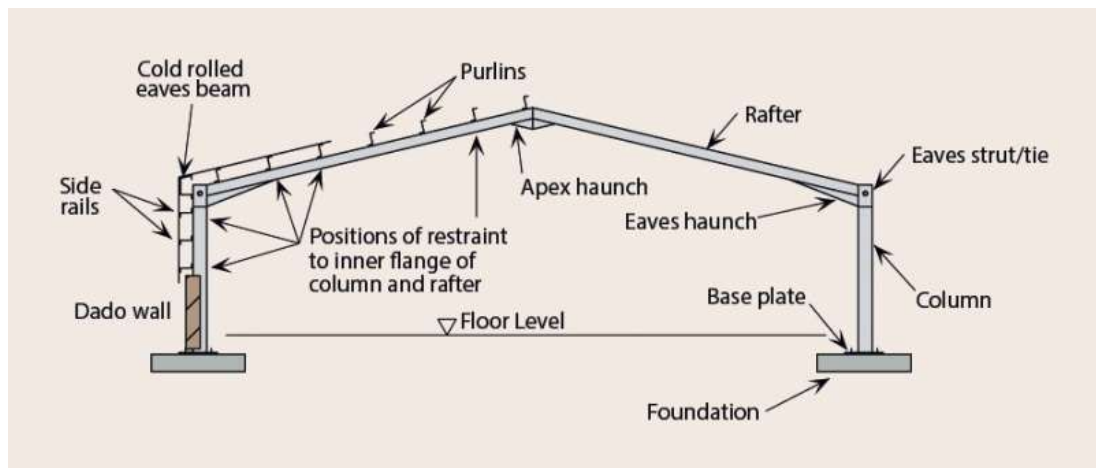 Cold rolled
eaves beam
Purlins
Rafter
Eaves strut/tie
Side
rails
Apex haunch
Eaves haunch
Positions of restraint
to inner flange of
column and rafter
Dado wall
Base plate
Column
Floor Level
Foundation